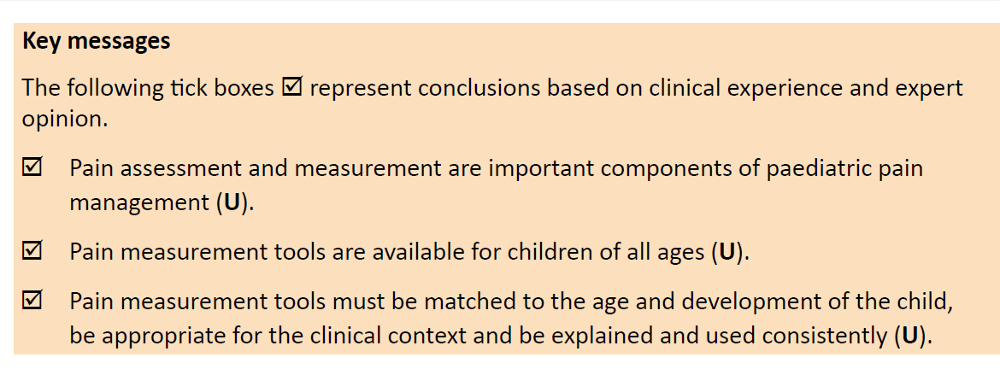 Key messages
The following tick boxes ☑ represent conclusions based on clinical experience and expert
opinion.
☑ Pain assessment and measurement are important components of paediatric pain
management (U).
☑ Pain measurement tools are available for children of all ages (U).
☑ Pain measurement tools must be matched to the age and development of the child,
be appropriate for the clinical context and be explained and used consistently (U).